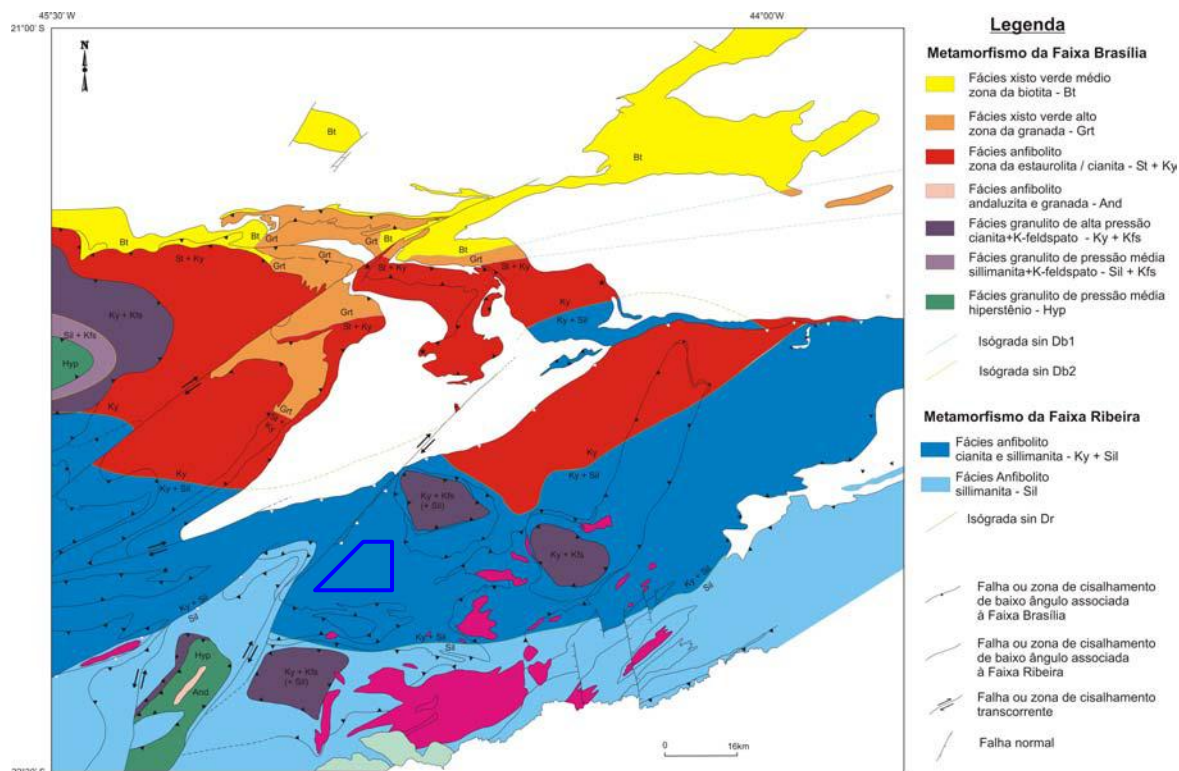 45°30' W
44°00' W
21°00' S
N
Bt
Bt
Bt
Grt
Grt
Bt
Bt
Grt
St + Ky
Grt
St + Ky
St + Ky
Ky + Kfs
Grt
Ky
Ky + Sil
St + Ky
Sil + Kfs
Hyp
Grt
St + Ky
Ky
Ky
Ky + Sil
Ky
Ky + Sil
Ky + Kfs
(+ Sil)
Ky + Kfs
Ky + Sil
Sil
Ky + Sil
Sil
Ky + Sil
Sil
Hyp
And
Ky + Kfs
(+ Sil)
0 16km
Legenda
Metamorfismo da Faixa Brasília
Fácies xisto verde médio
zona da biotita - Bt
Fácies xisto verde alto
zona da granada - Grt
Fácies anfibolito
zona da estaurolita / cianita - St + Ky
Fácies anfibolito
andaluzita e granada - And
Fácies granulito de alta pressão
cianita+K-feldspato - Ky + Kfs
Fácies granulito de pressão média
sillimanita+K-feldspato - Sil + Kfs
Fácies granulito de pressão média
hiperstênio - Hyp
Isógrada sin Db1
Isógrada sin Db2
Metamorfismo da Faixa Ribeira
Fácies anfibolito
cianita e sillimanita - Ky + Sil
Fácies Anfibolito
sillimanita - Sil
Isógrada sin Dr
Falha ou zona de cisalhamento
de baixo ângulo associada
à Faixa Brasília
Falha ou zona de cisalhamento
de baixo ângulo associada
à Faixa Ribeira
Falha ou zona de cisalhamento
transcorrente
Falha normal